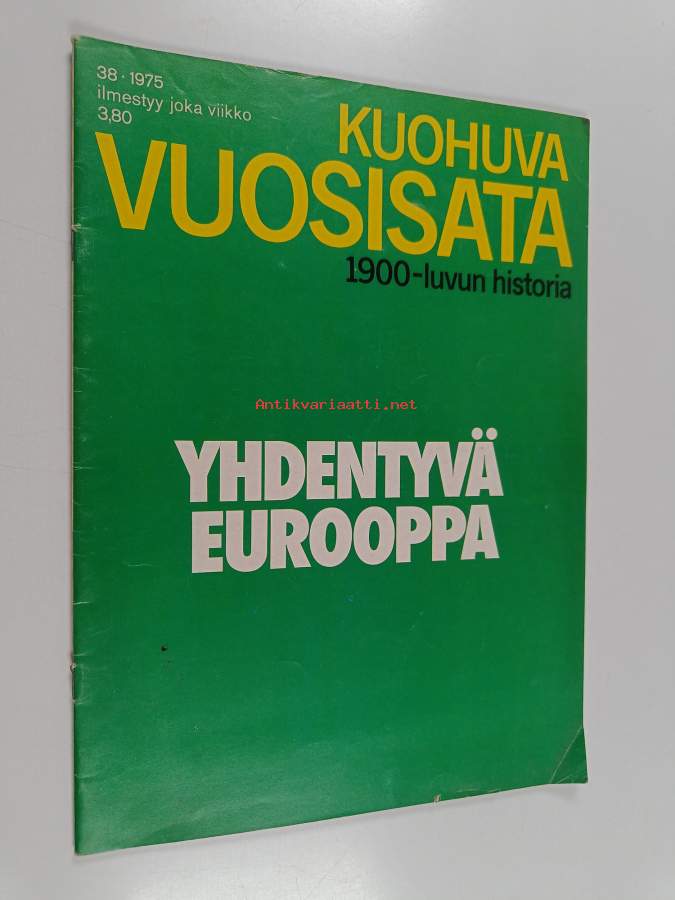 38 · 1975
ilmestyy joka viikko
3,80
KUOHUVA
VUOSISATA
1900-luvun historia
Antikvariaatti.net
YHDENTYVÄ
EUROOPPA